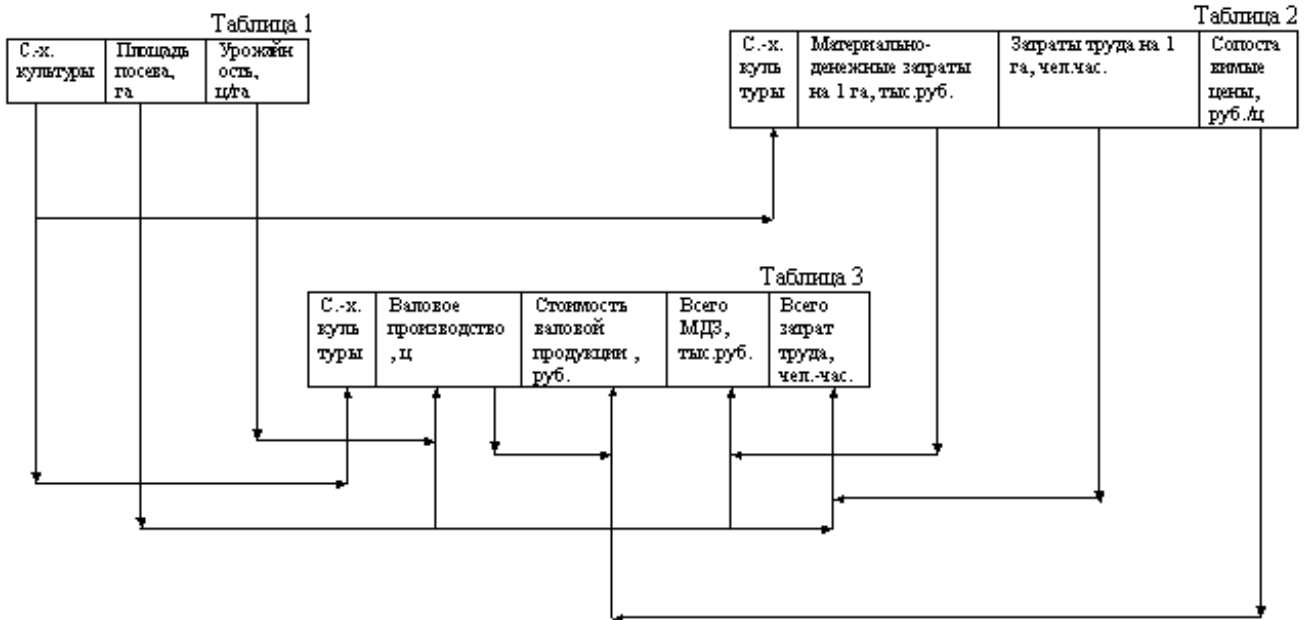 Таблица 1
С.-х.
культуры
Площадь
посева,
га
Урожайн
ость,
ц/га
Таблица 2
С.-х.
куль
туры
Материально-
денежные затраты
на 1 га, тыс.руб.
Затраты труда на 1
га, чел.час.
Сопоста
вимые
цены,
руб./ц
Таблица 3
С.-х.
куль
туры
Валовое
производство
, ц
Стоимость
валовой
продукции ,
руб.
Всего
МДЗ,
тыс.руб.
Всего
затрат
труда,
чел.-час.